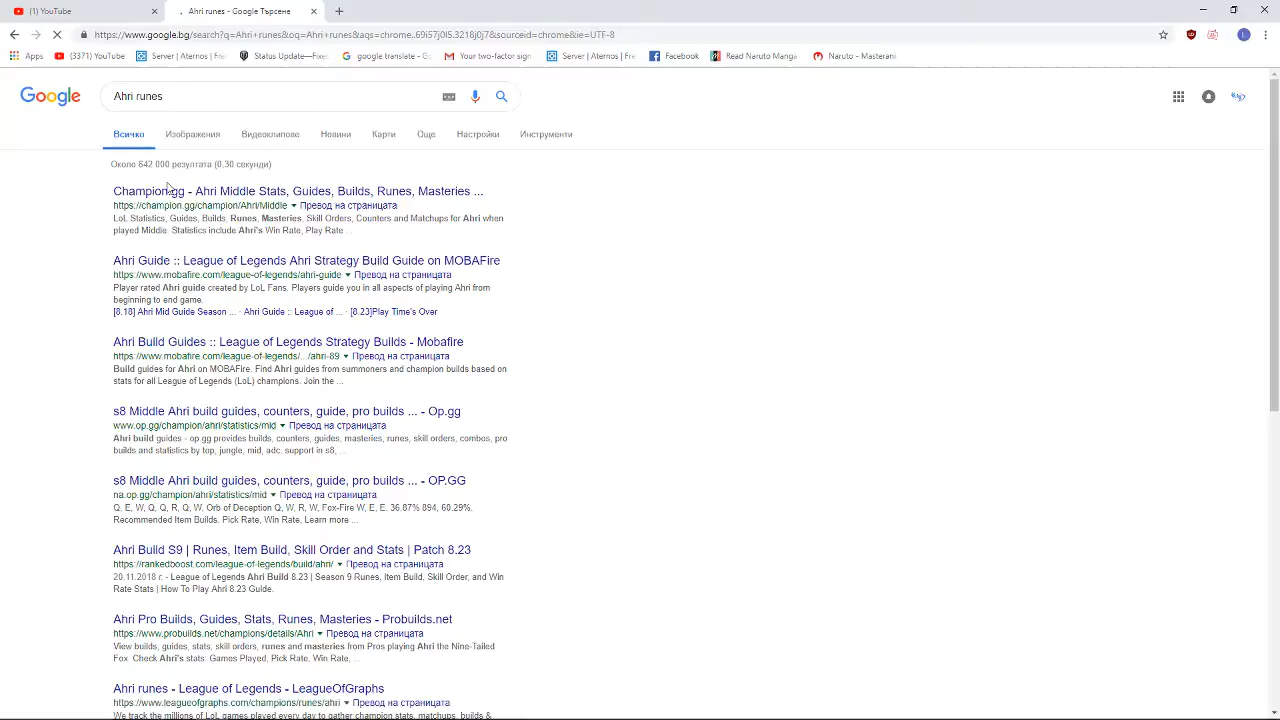 (1) YouTube
Ahri runes - Google Търсене
https://www.google.bg/search?q=Ahri+runes&oq=Ahri+runes&aqs=chrome..69i57j0l5.3218j0j7&sourceid=chrome&ie=UTF-8
Apps (3371) YouTube Server | Aternos | Fre Status Update—Fixes google translate - Go Your two-factor sign Server | Aternos | Fre Facebook Read Naruto Manga Naruto - Masterani
Google Ahri runes
Всичко Изображения Видеоклипове Новини Карти Още Настройки Инструменти
Около 642 000 резултата (0,30 секунди)
Champion.gg - Ahri Middle Stats, Guides, Builds, Runes, Masteries ...
https://champion.gg/champion/Ahri/Middle ▼ Превод на страницата
LoL Statistics, Guides, Builds, Runes, Masteries, Skill Orders, Counters and Matchups for Ahri when
played Middle. Statistics include Ahri's Win Rate, Play Rate ...
Ahri Guide :: League of Legends Ahri Strategy Build Guide on MOBAFire
https://www.mobafire.com/league-of-legends/ahri-guide ▼ Превод на страницата
Player rated Ahri guide created by LoL Fans. Players guide you in all aspects of playing Ahri from
beginning to end game.
[8.18] Ahri Mid Guide Season ... · Ahri Guide :: League of ... · [8.23]Play Time's Over
Ahri Build Guides :: League of Legends Strategy Builds - Mobafire
https://www.mobafire.com/league-of-legends/.../ahri-89 ▼ Превод на страницата
Build guides for Ahri on MOBAFire. Find Ahri guides from summoners and champion builds based on
stats for all League of Legends (LoL) champions. Join the ...
s8 Middle Ahri build guides, counters, guide, pro builds ... - Op.gg
www.op.gg/champion/ahri/statistics/mid ▼ Превод на страницата
Ahri build guides - op.gg provides builds, counters, guides, masteries, runes, skill orders, combos, pro
builds and statistics by top, jungle, mid, adc, support in s8, ...
s8 Middle Ahri build guides, counters, guide, pro builds ... - OP.GG
na.op.gg/champion/ahri/statistics/mid ▼ Превод на страницата
Q, E, W, Q, Q, R, Q, W, Orb of Deception Q, W, R, W, Fox-Fire W, E, E. 36.87% 894, 60.29%.
Recommended Item Builds. Pick Rate, Win Rate, Learn more ...
Ahri Build S9 | Runes, Item Build, Skill Order and Stats | Patch 8.23
https://rankedboost.com/league-of-legends/build/ahri/ ▼ Превод на страницата
20.11.2018 г. - League of Legends Ahri Build 8.23 | Season 9 Runes, Item Build, Skill Order, and Win
Rate Stats | How To Play Ahri 8.23 Guide.
Ahri Pro Builds, Guides, Stats, Runes, Masteries - Probuilds.net
https://www.probuilds.net/champions/details/Ahri ▼ Превод на страницата
View builds, guides, stats, skill orders, runes and masteries from Pros playing Ahri the Nine-Tailed
Fox. Check Ahri's stats: Games Played, Pick Rate, Win Rate, ...
Ahri runes - League of Legends - LeagueOfGraphs
https://www.leagueofgraphs.com/champions/runes/ahri ▼ Превод на страницата
We track the millions of LoL games played every day to gather champion stats, matchups, builds &